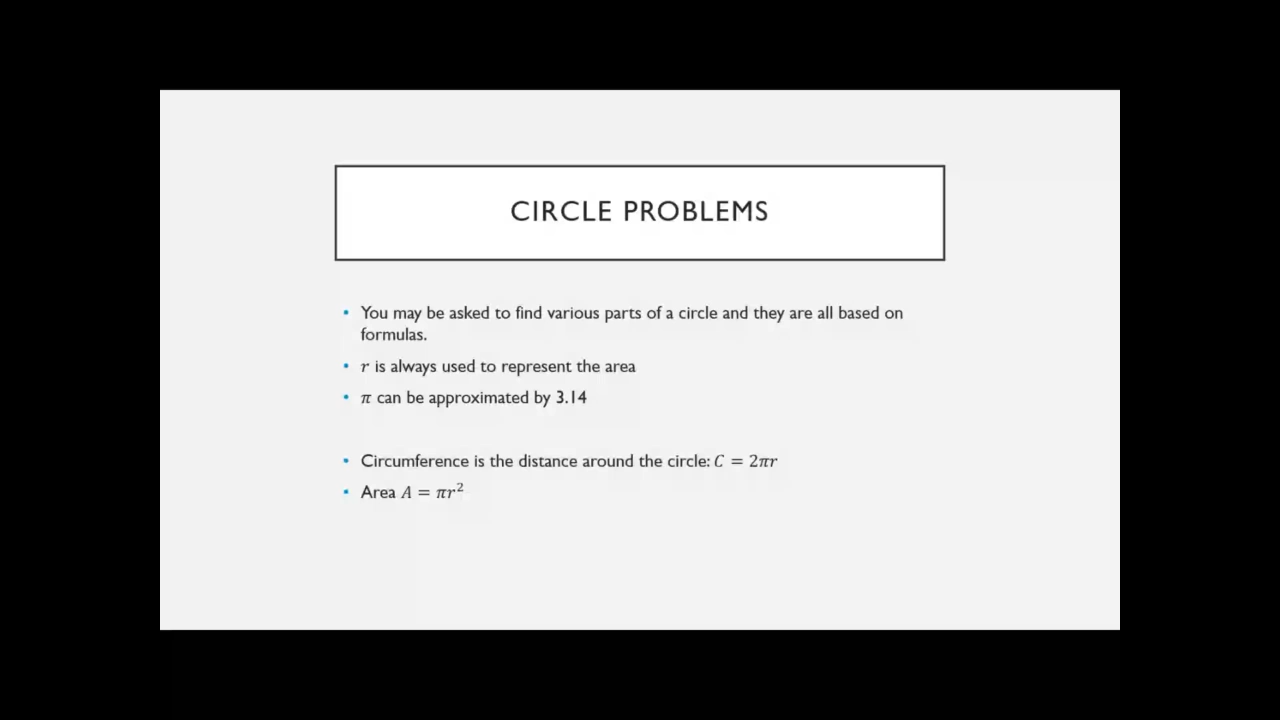 CIRCLE PROBLEMS
• You may be asked to find various parts of a circle and they are all based on
formulas.
• r is always used to represent the area
• π can be approximated by 3.14
• Circumference is the distance around the circle: C = 2πr
• Area A = πr²